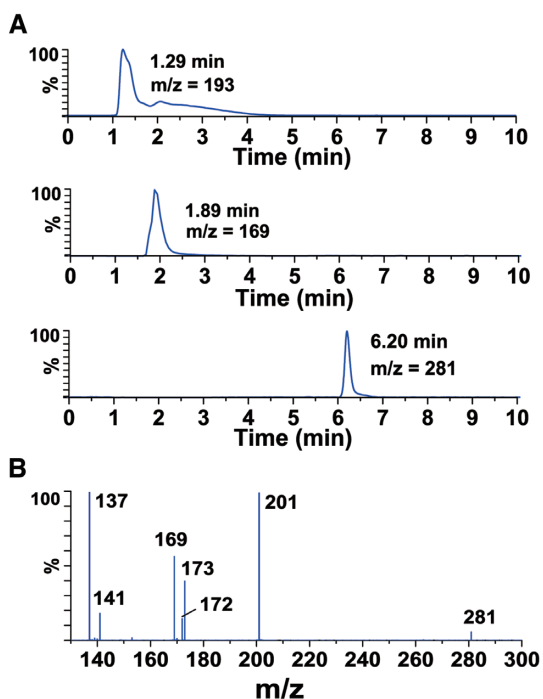 A
100
%
1.29 min
m/z = 193
0 1 2 3 4 5 6 7 8 9 10
Time (min)
100
%
1.89 min
m/z = 169
0 1 2 3 4 5 6 7 8 9 10
Time (min)
100
%
6.20 min
m/z = 281
0 1 2 3 4 5 6 7 8 9 10
Time (min)
B
100
%
137
201
169
173
141
172
281
140 160 180 200 220 240 260 280 300
m/z